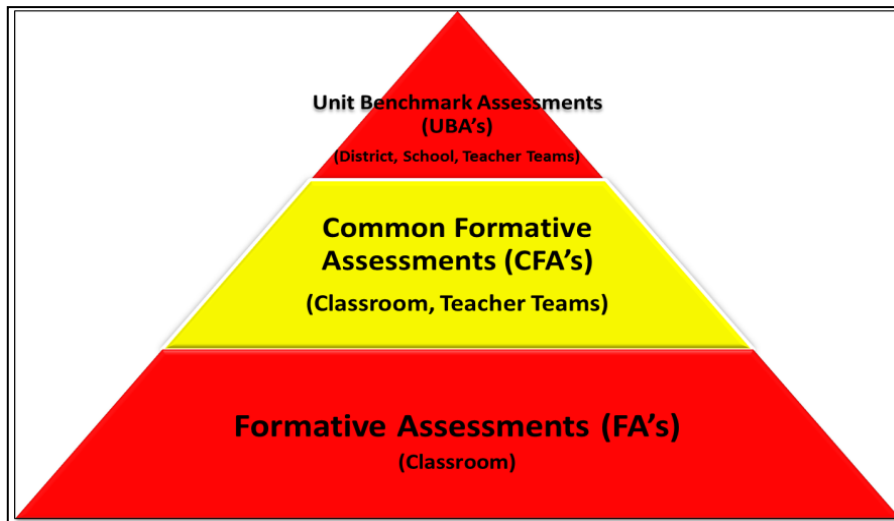 Unit Benchmark Assessments
(UBA's)
(District, School, Teacher Teams)
Common Formative
Assessments (CFA's)
(Classroom, Teacher Teams)
Formative Assessments (FA's)
(Classroom)